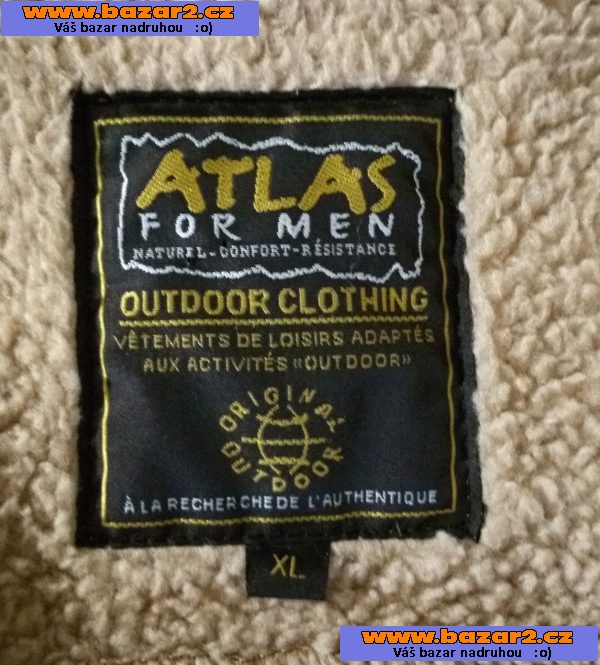 www.bazar2.cz
Váš bazar nadruhou :o)
ATLAS
FOR MEN
NATUREL-CONFORT-RÉSISTANCE
OUTDOOR CLOTHING
VÊTEMENTS DE LOISIRS ADAPTÉS
AUX ACTIVITÉS «OUTDOOR»
ORIGINAL
OUTDOOR
À LA RECHERCHE DE L'AUTHENTIQUE
XL
www.bazar2.cz
Váš bazar nadruhou :o)